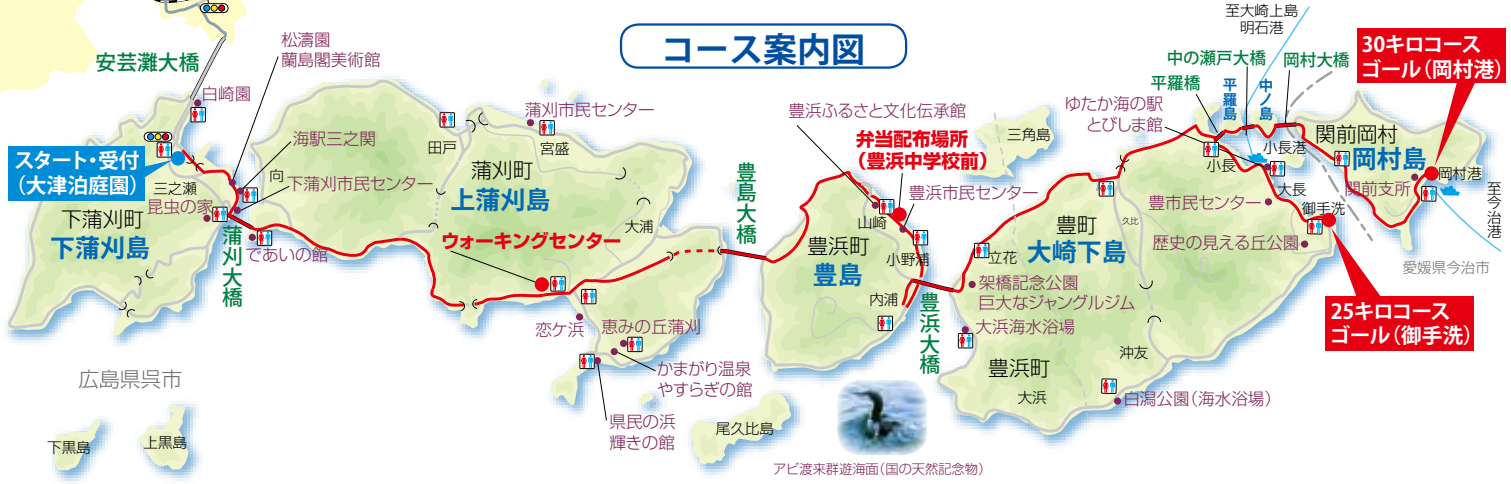 コース案内図
安芸灘大橋
白崎園
松濤園
蘭島閣美術館
スタート・受付
（大津泊庭園）
海駅三之関
下蒲刈市民センター
三之瀬
向
昆虫の家
下蒲刈町
下蒲刈島
であいの館
蒲刈大橋
田戸
蒲刈市民センター
宮盛
蒲刈町
上蒲刈島
大浦
ウォーキングセンター
恋ケ浜
恵みの丘蒲刈
かまがり温泉
やすらぎの館
県民の浜
輝きの館
広島県呉市
下黒島
上黒島
尾久比島
豊島大橋
豊浜ふるさと文化伝承館
弁当配布場所
（豊浜中学校前）
豊浜市民センター
山崎
豊浜町
豊島
小野浦
内浦
豊浜大橋
アビ渡来群遊海面（国の天然記念物）
三角島
立花
久比
豊町
大崎下島
架橋記念公園
巨大なジャングルジム
大浜海水浴場
豊浜町
大浜
沖友
白潟公園（海水浴場）
至大崎上島
明石港
中の瀬戸大橋
岡村大橋
平羅橋
平羅島
中ノ島
ゆたか海の駅
とびしま館
小長
小長港
大長
豊市民センター
御手洗
歴史の見える丘公園
25キロコース
ゴール（御手洗）
30キロコース
ゴール（岡村港）
関前岡村
岡村島
関前支所
岡村港
至今治港
愛媛県今治市